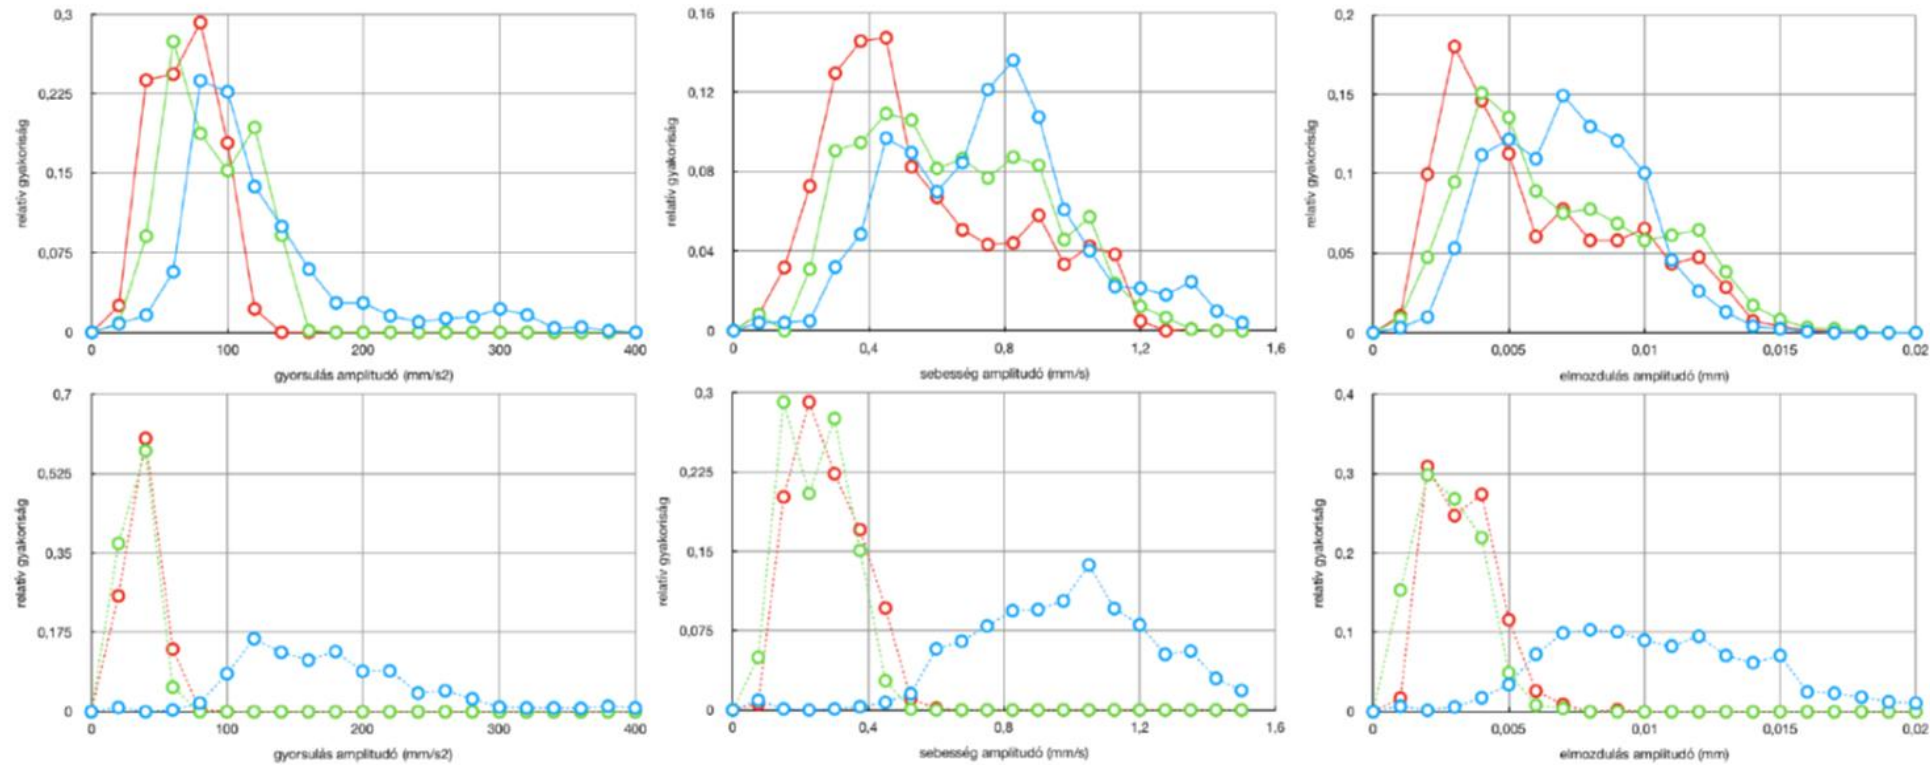 0,3
0,225
0,15
0,075
0
relatív gyakoriság
0 100 200 300 400
gyorsulás amplitudó (mm/s2)
0,16
0,12
0,08
0,04
0
relatív gyakoriság
0 0,4 0,8 1,2 1,6
sebesség amplitudó (mm/s)
0,2
0,15
0,1
0,05
0
relatív gyakoriság
0 0,005 0,01 0,015 0,02
elmozdulás amplitudó (mm)
0,7
0,525
0,35
0,175
0
relatív gyakoriság
0 100 200 300 400
gyorsulás amplitudó (mm/s2)
0,3
0,225
0,15
0,075
0
relatív gyakoriság
0 0,4 0,8 1,2 1,6
sebesség amplitudó (mm/s)
0,4
0,3
0,2
0,1
0
relatív gyakoriság
0 0,005 0,01 0,015 0,02
elmozdulás amplitudó (mm)